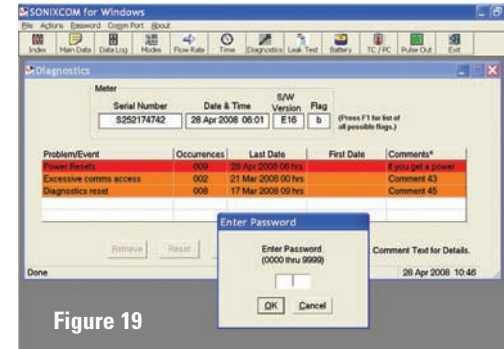 SONIXCOM for Windows
File Actions Password Comm Port About
Index Main Data Data Log Modes Flow Rate Time Diagnostics Leak Test Battery TC / PC Pulse Out Exit
Diagnostics
Meter
Serial Number Date & Time S/W Version Flag
S252174742 28 Apr 2008 06:01 E16 b
(Press F1 for list of
all possible flags.)
Problem/Event Occurrences Last Date First Date Comments*
Power Resets 009 28 Apr 2008 06 hrs If you get a power
Excessive comms access 002 21 Mar 2008 00 hrs Comment 43
Diagnostics reset 008 17 Mar 2008 09 hrs Comment 45
Enter Password
Enter Password
(0000 thru 9999)
OK Cancel
Retrieve Reset
Comment Text for Details.
Done 28 Apr 2008 10:46
Figure 19